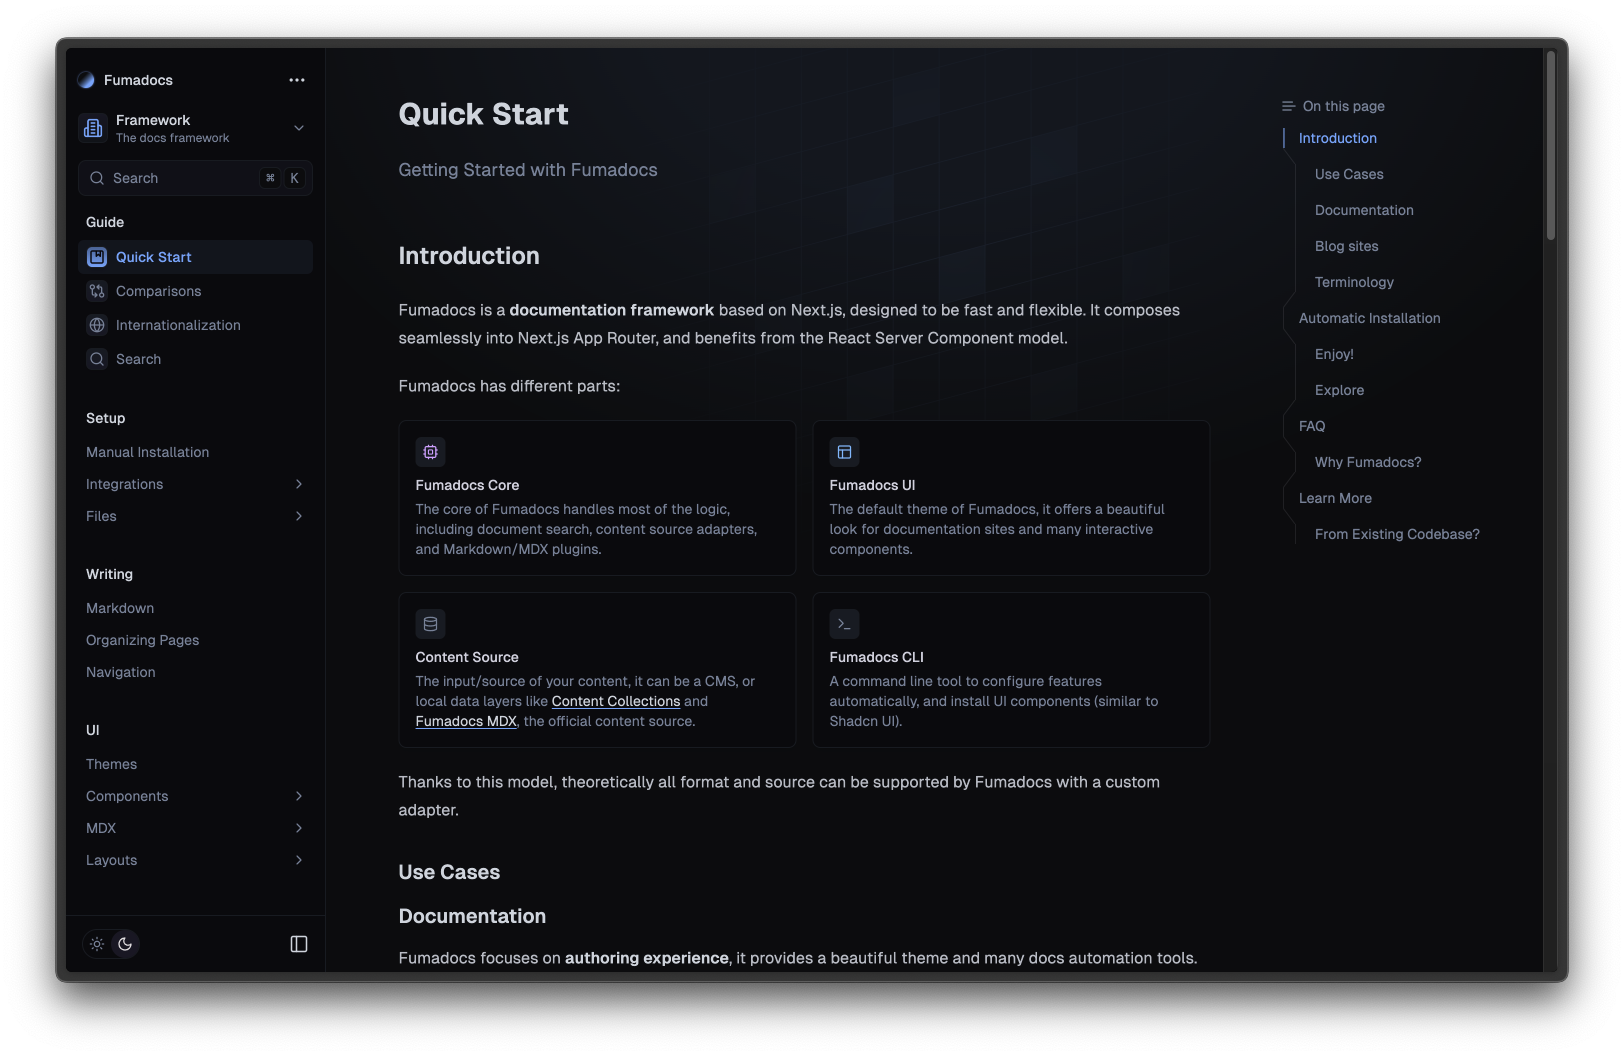 Fumadocs
Framework
The docs framework
Search ⌘ K
Guide
Quick Start
Comparisons
Internationalization
Search
Setup
Manual Installation
Integrations
Files
Writing
Markdown
Organizing Pages
Navigation
UI
Themes
Components
MDX
Layouts
Quick Start
Getting Started with Fumadocs
Introduction
Fumadocs is a documentation framework based on Next.js, designed to be fast and flexible. It composes
seamlessly into Next.js App Router, and benefits from the React Server Component model.
Fumadocs has different parts:
Fumadocs Core
The core of Fumadocs handles most of the logic,
including document search, content source adapters,
and Markdown/MDX plugins.
Fumadocs UI
The default theme of Fumadocs, it offers a beautiful
look for documentation sites and many interactive
components.
Content Source
The input/source of your content, it can be a CMS, or
local data layers like Content Collections and
Fumadocs MDX, the official content source.
Fumadocs CLI
A command line tool to configure features
automatically, and install UI components (similar to
Shadcn UI).
Thanks to this model, theoretically all format and source can be supported by Fumadocs with a custom
adapter.
Use Cases
Documentation
Fumadocs focuses on authoring experience, it provides a beautiful theme and many docs automation tools.
On this page
Introduction
Use Cases
Documentation
Blog sites
Terminology
Automatic Installation
Enjoy!
Explore
FAQ
Why Fumadocs?
Learn More
From Existing Codebase?